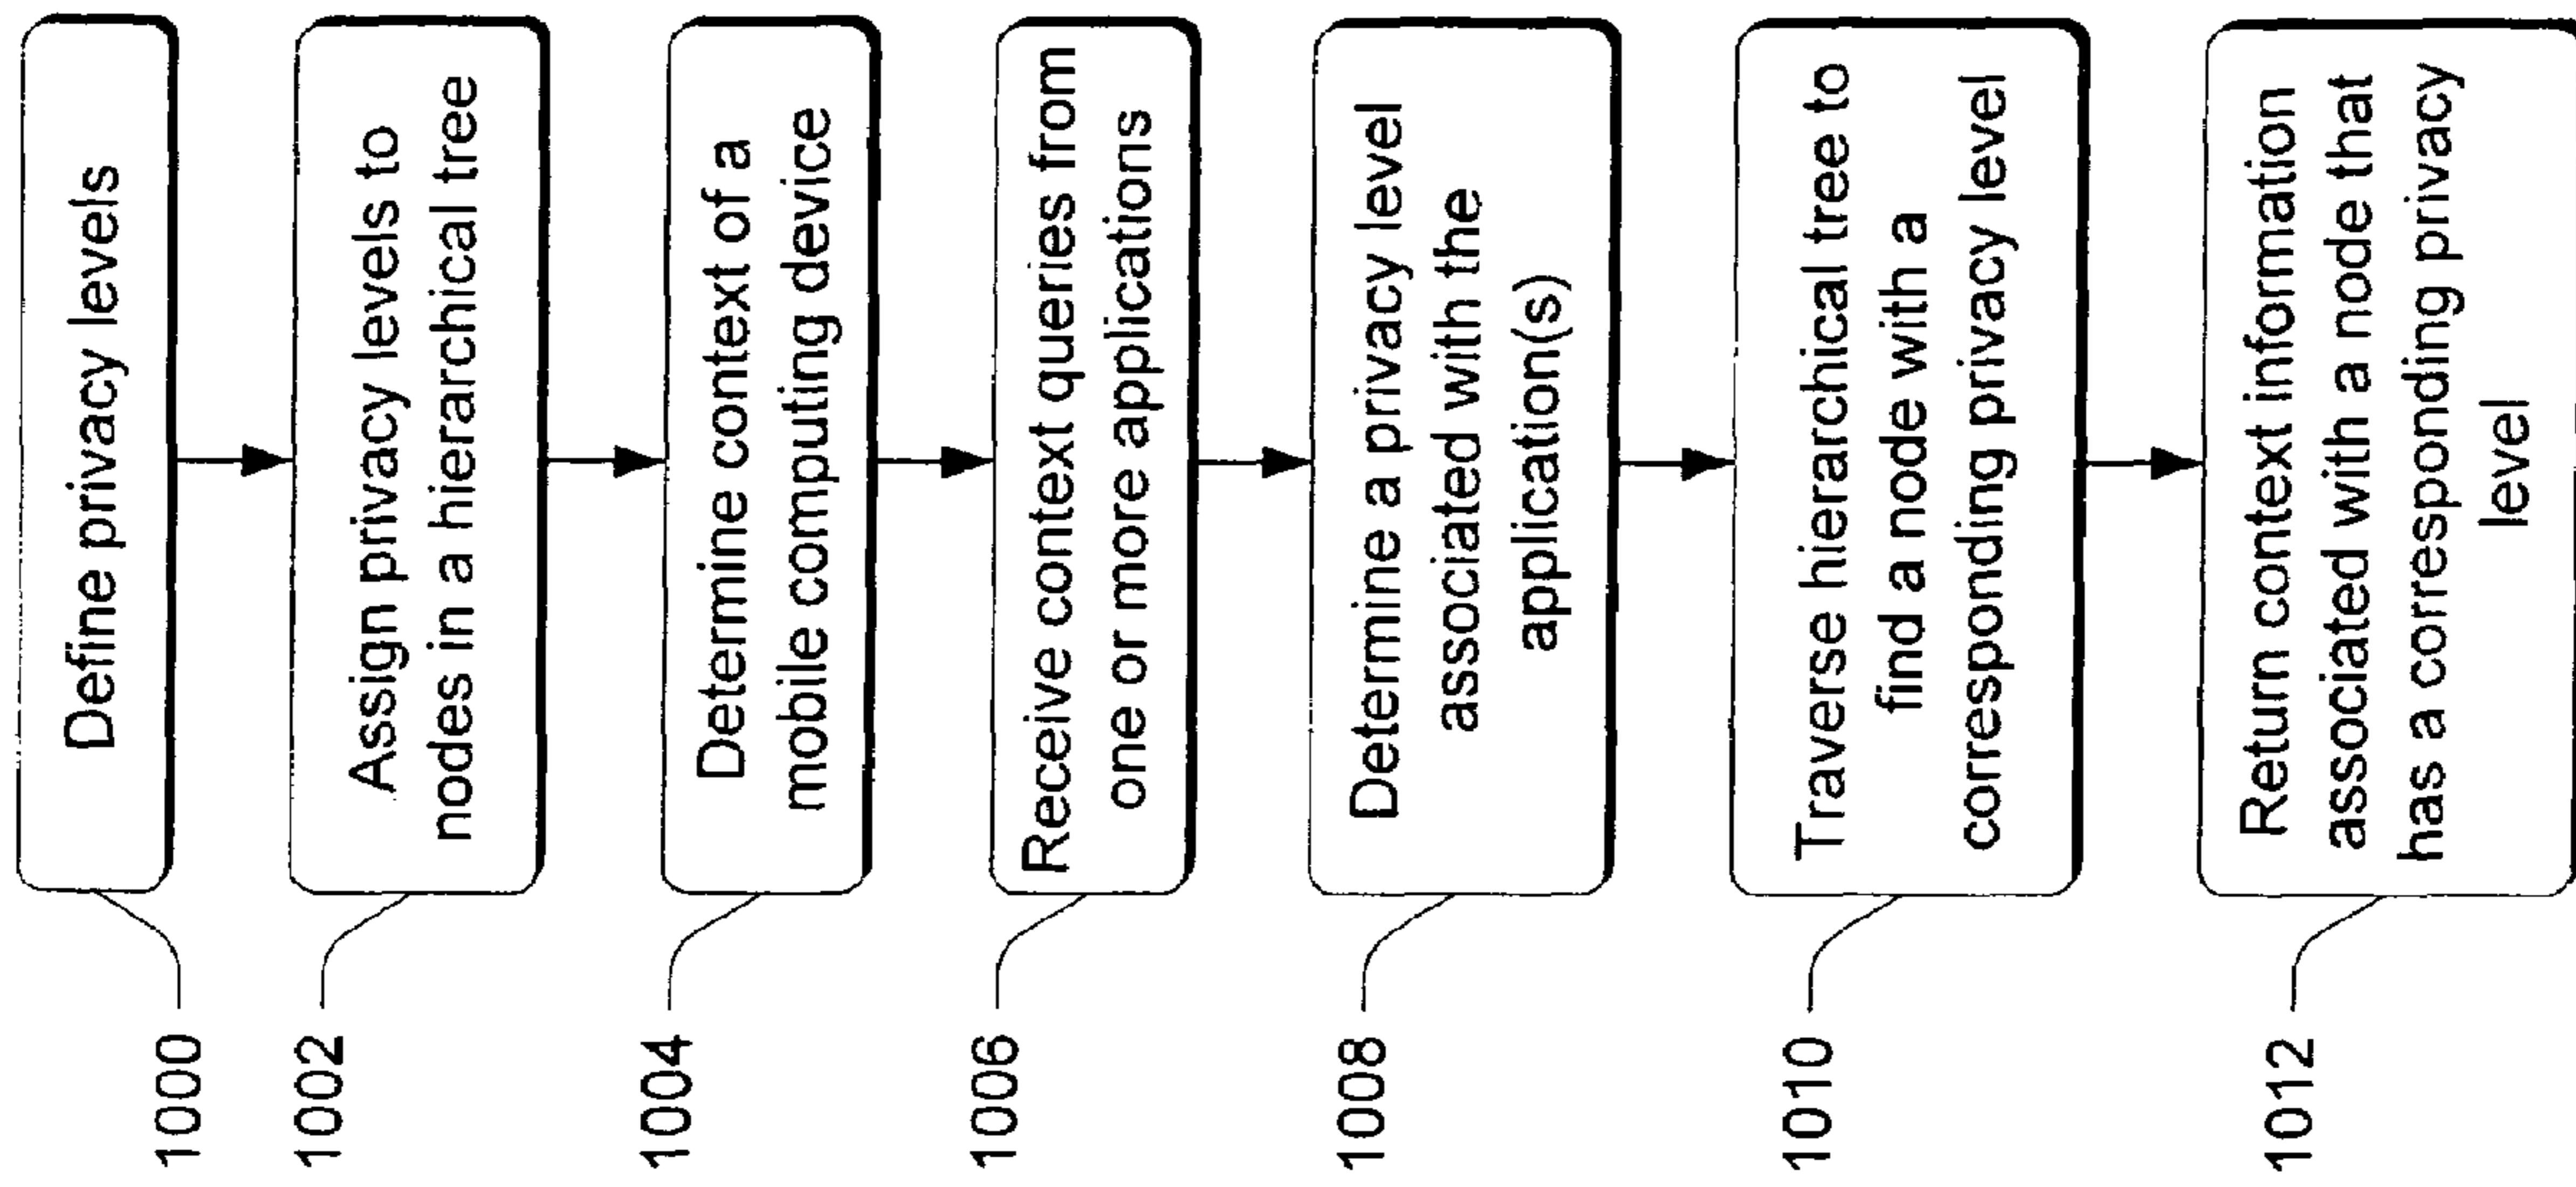 1000
Define privacy levels
1002
Assign privacy levels to
nodes in a hierarchical tree
1004
Determine context of a
mobile computing device
1006
Receive context queries from
one or more applications
1008
Determine a privacy level
associated with the
application(s)
1010
Traverse hierarchical tree to
find a node with a
corresponding privacy level
1012
Return context information
associated with a node that
has a corresponding privacy
level